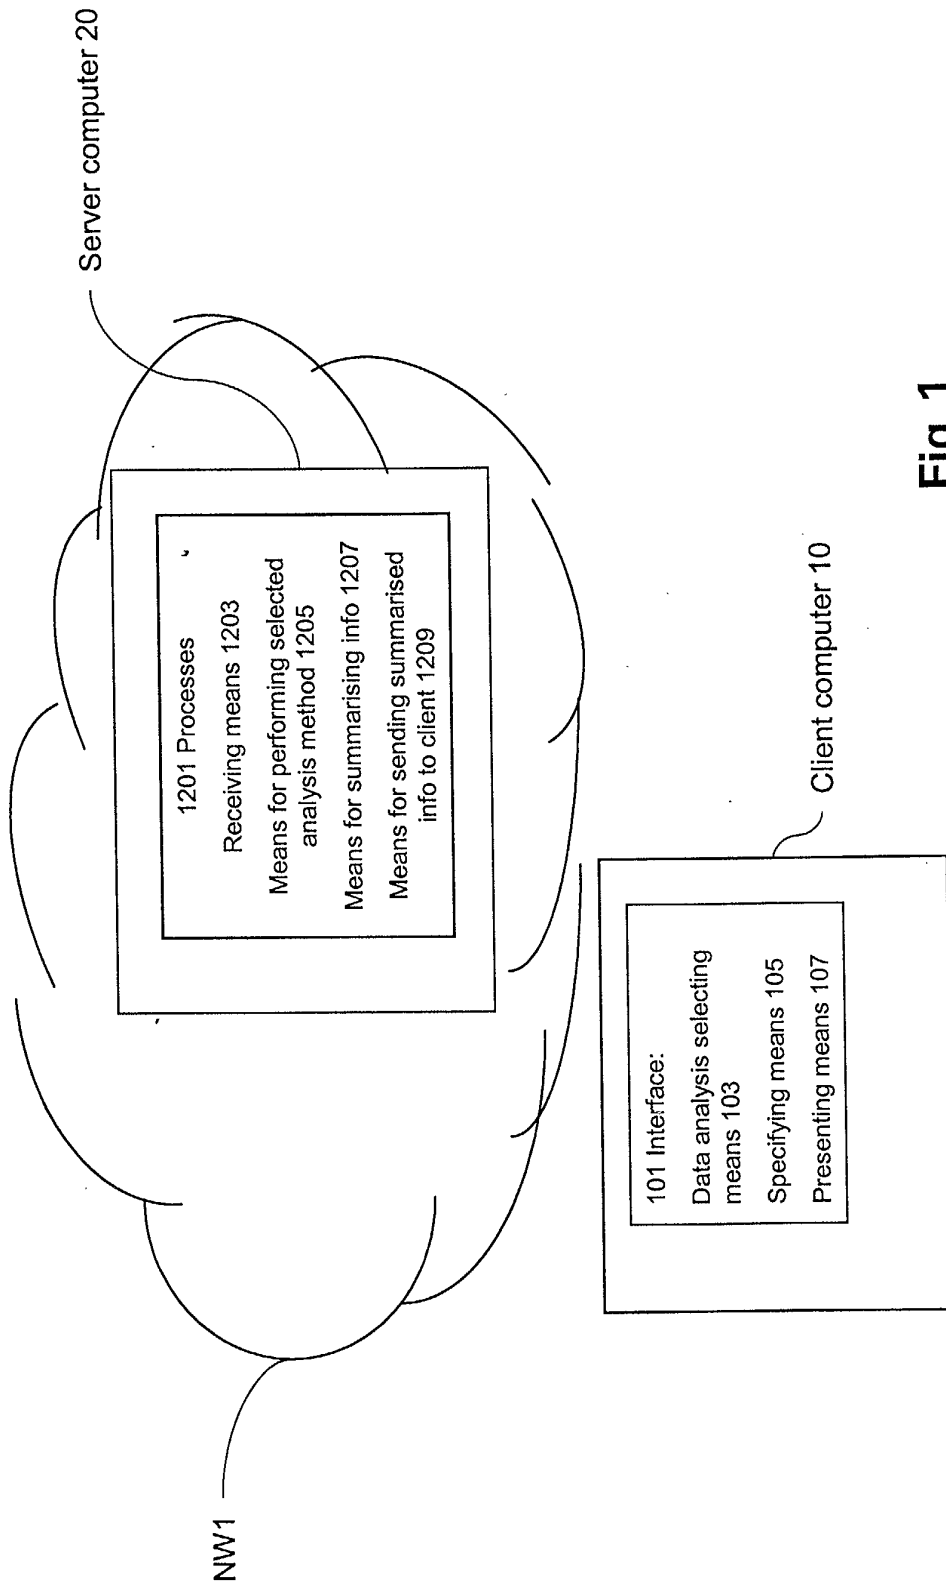 Server computer 20
NW1
1201 Processes
Receiving means 1203
Means for performing selected
analysis method 1205
Means for summarising info 1207
Means for sending summarised
info to client 1209
Client computer 10
101 Interface:
Data analysis selecting
means 103
Specifying means 105
Presenting means 107
Fig. 1